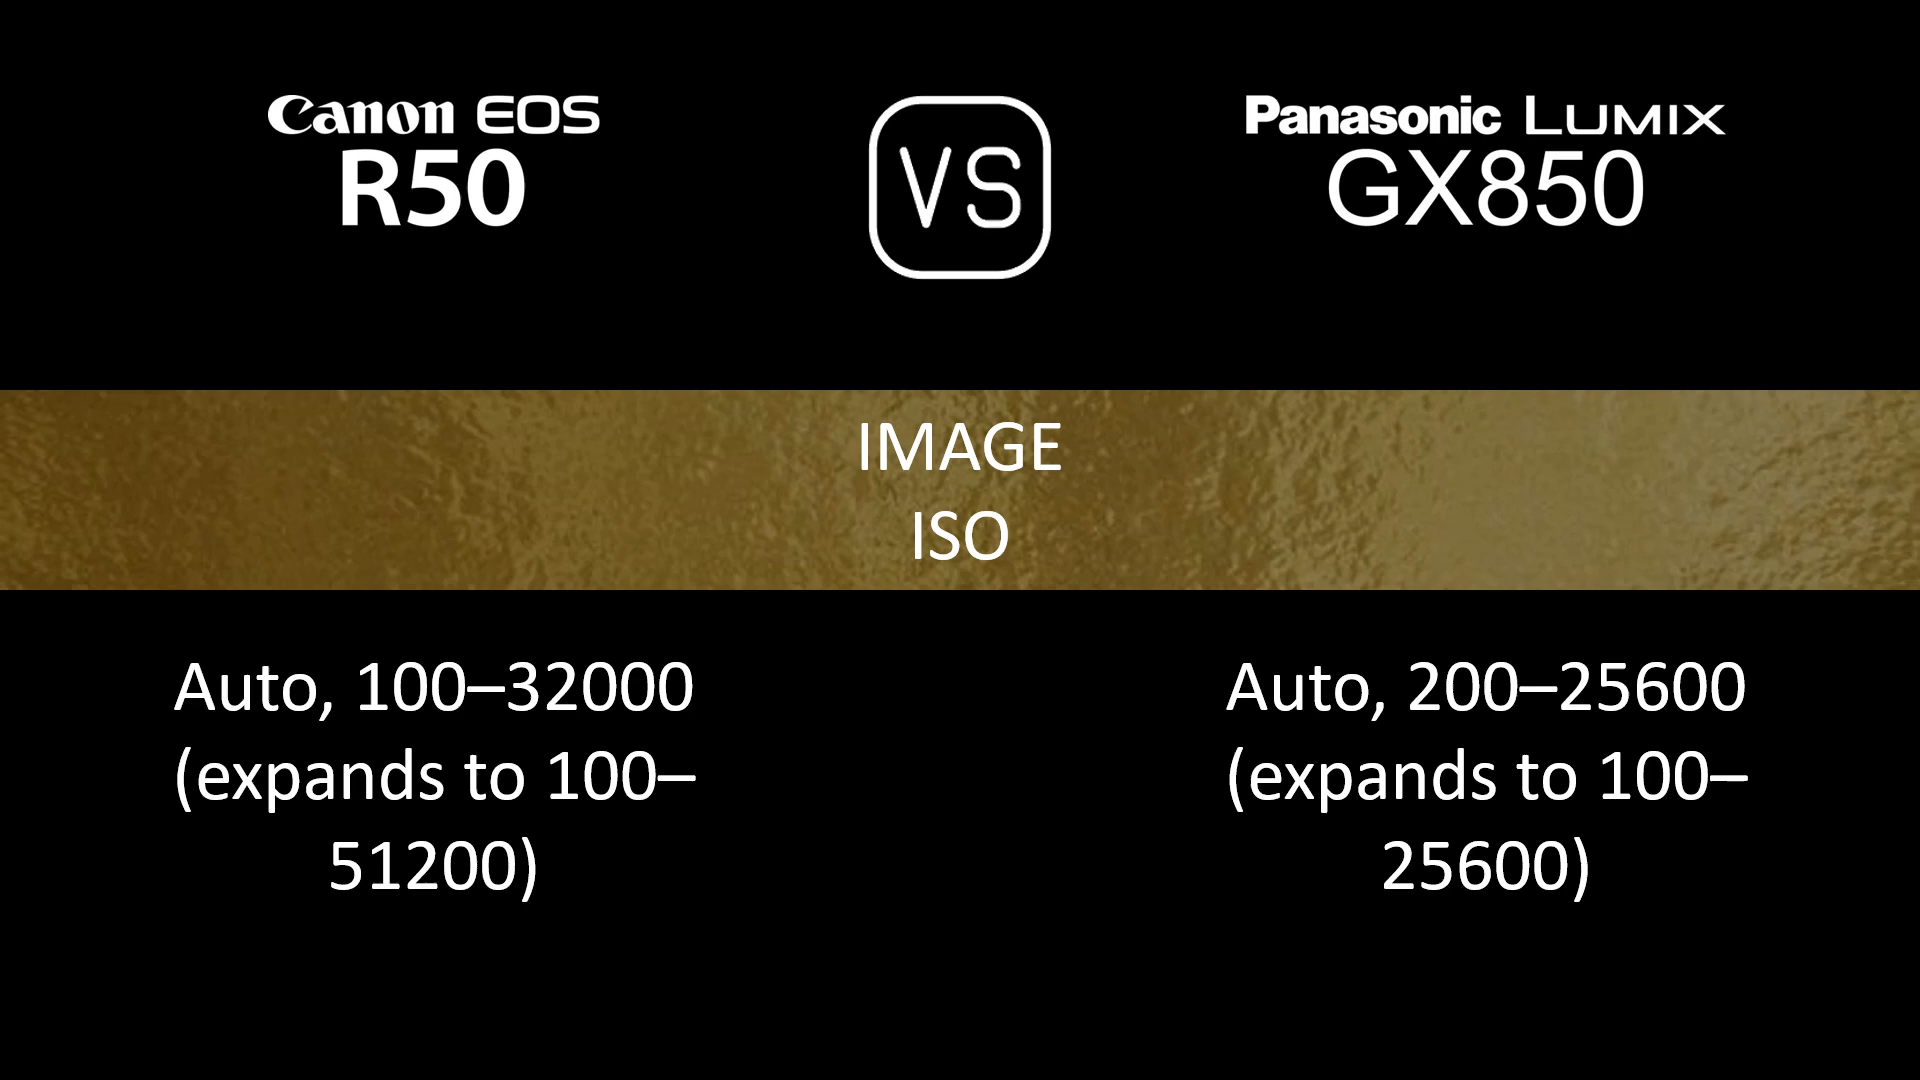 Canon EOS
R50
VS
Panasonic LUMIX
GX850
IMAGE
ISO
Auto, 100–32000
(expands to 100–
51200)
Auto, 200–25600
(expands to 100–
25600)